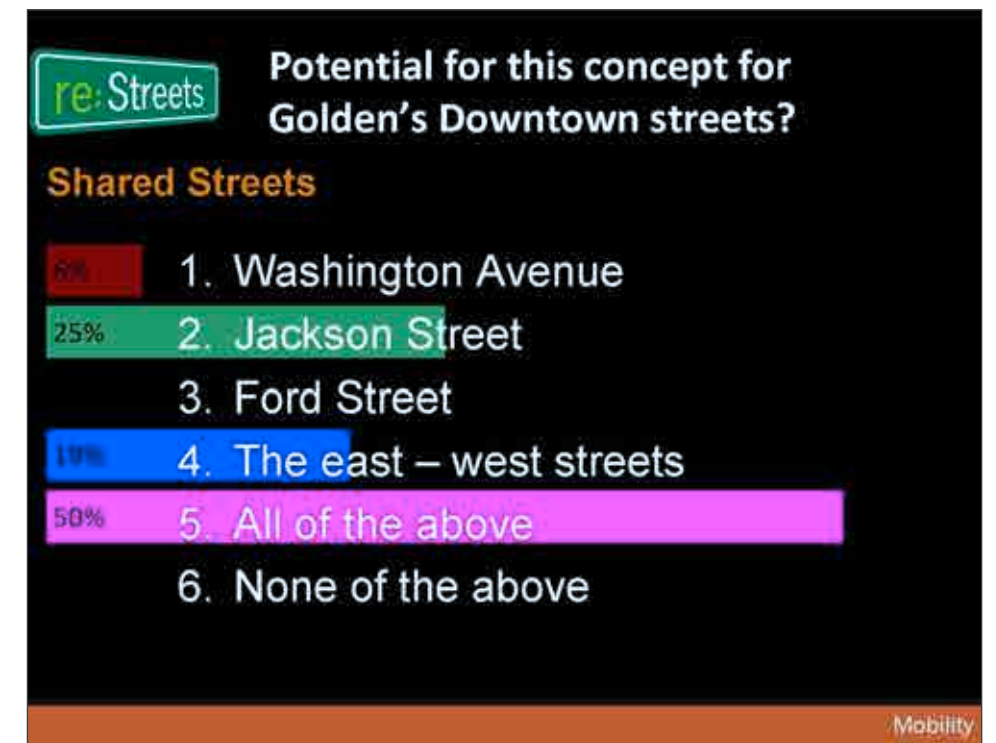 re:Streets
Potential for this concept for
Golden's Downtown streets?
Shared Streets
6%
1. Washington Avenue
25%
2. Jackson Street
3. Ford Street
19%
4. The east – west streets
50%
5. All of the above
6. None of the above
Mobility